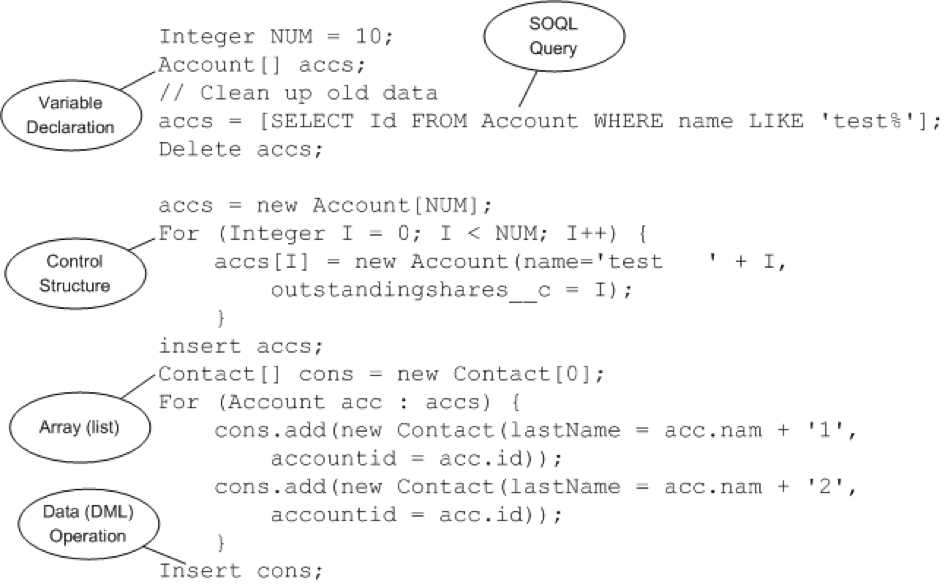 SOQL
Query
Integer NUM = 10;
Account[] accs;
// Clean up old data
accs = [SELECT Id FROM Account WHERE name LIKE 'test%'];
Delete accs;
Variable
Declaration
accs = new Account[NUM];
For (Integer I = 0; I < NUM; I++) {
accs[I] = new Account(name='test   ' + I,
outstandingshares__c = I);
}
Control
Structure
insert accs;
Contact[] cons = new Contact[0];
For (Account acc : accs) {
cons.add(new Contact(lastName = acc.nam + '1',
accountid = acc.id));
cons.add(new Contact(lastName = acc.nam + '2',
accountid = acc.id));
}
Array (list)
Insert cons;
Data (DML)
Operation